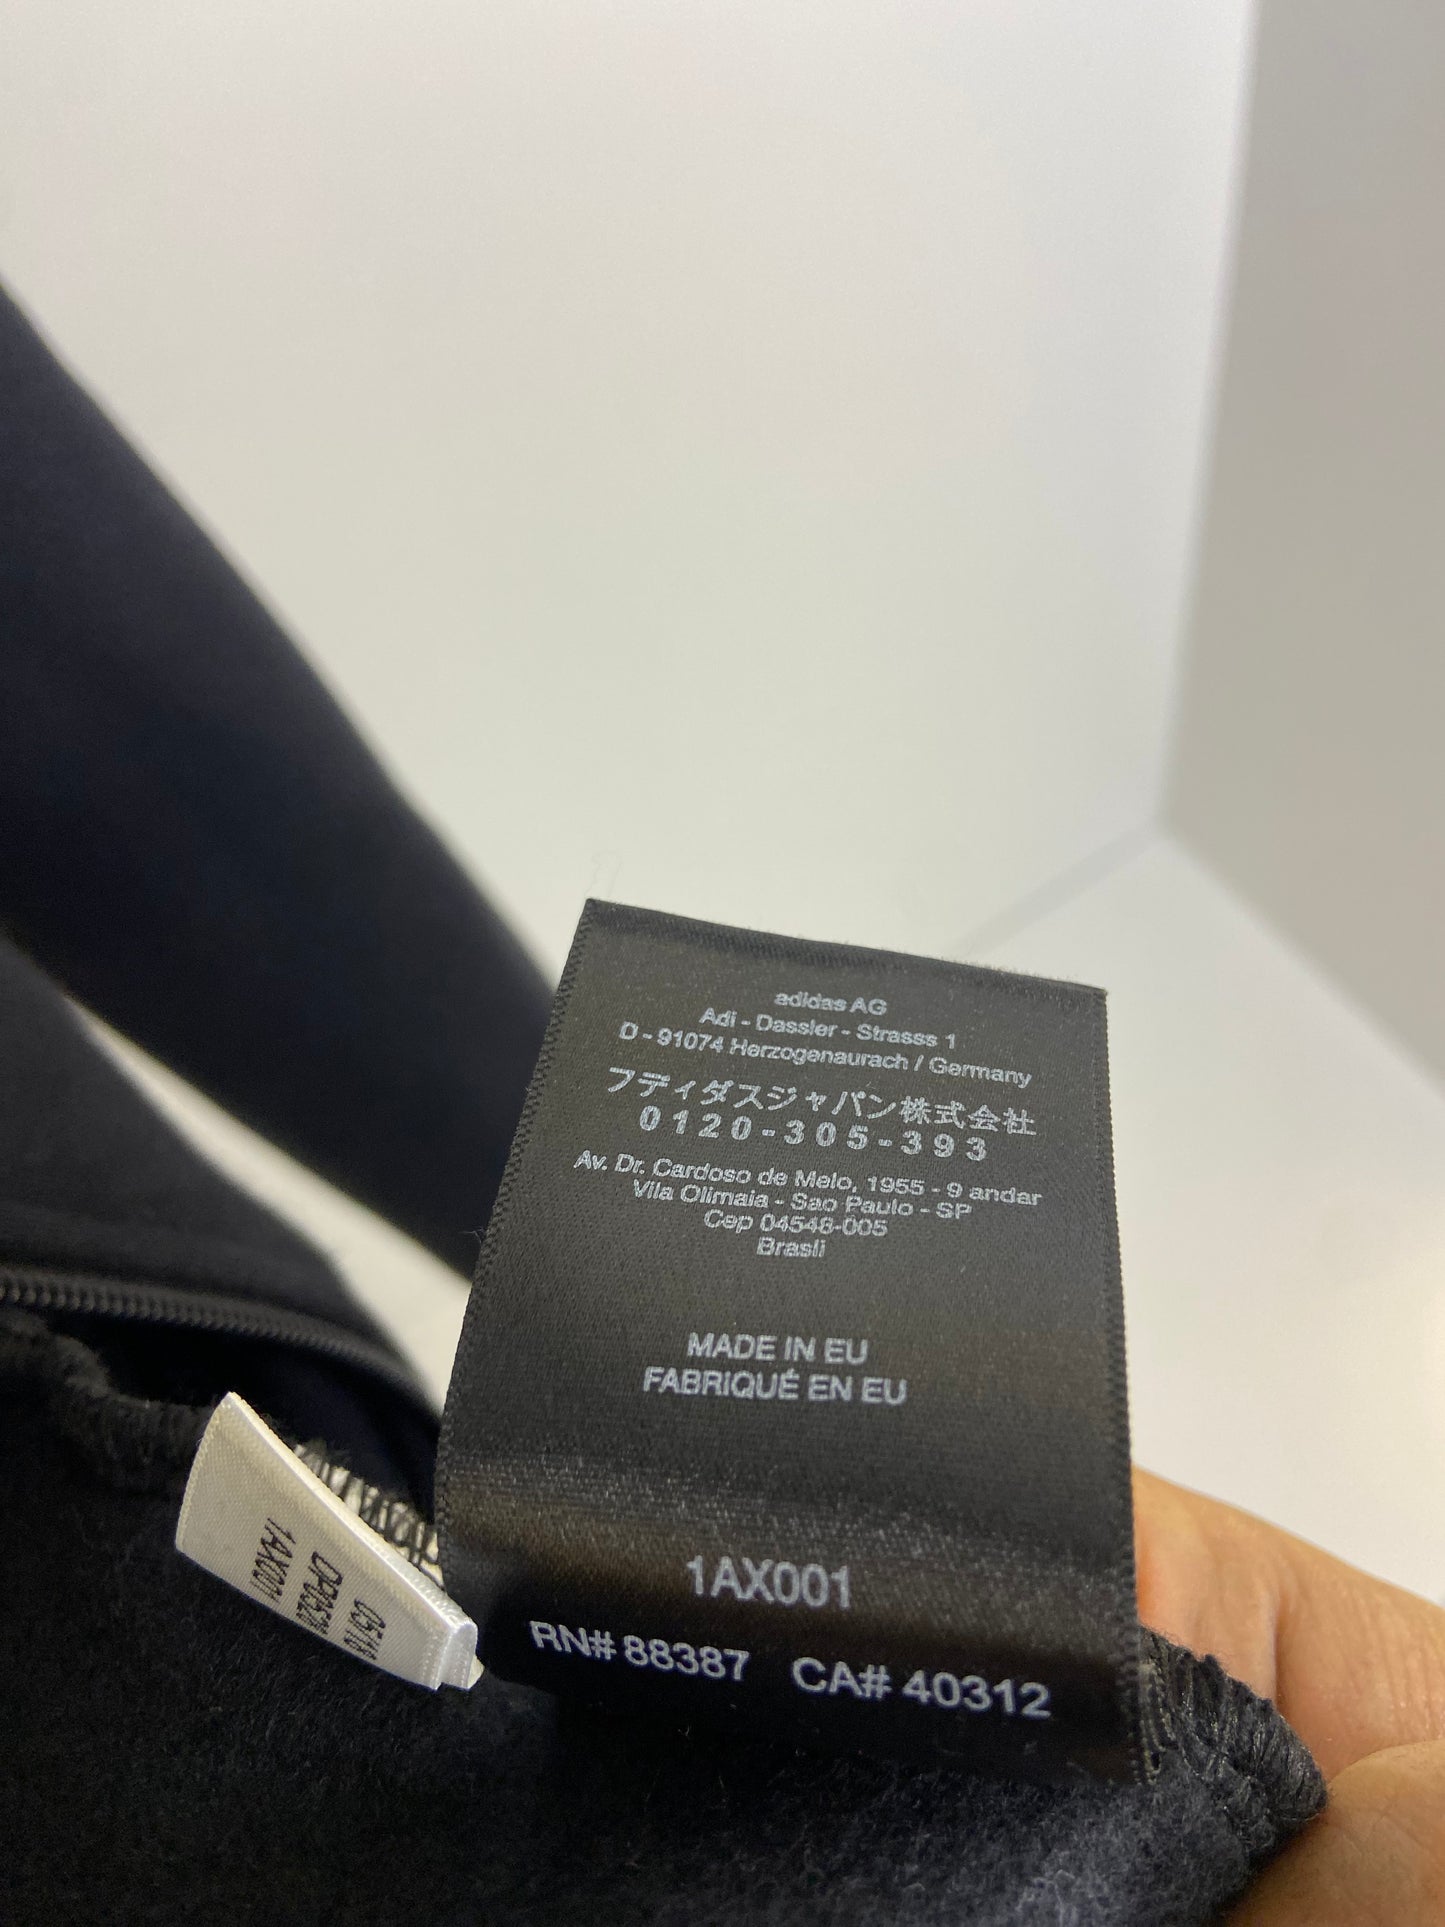 adidas AG
Adi - Dassler - Strasss 1
D - 91074 Herzogenaurach / Germany
フディダスジャパン株式会社
0120-305-393
Av. Dr. Cardoso de Melo, 1955 - 9 andar
Vila Olimaia - Sao Paulo - SP
Cep 04548-005
Brasli
MADE IN EU
FABRIQUÉ EN EU
1AX001
RN# 88387 CA# 40312
1AX001